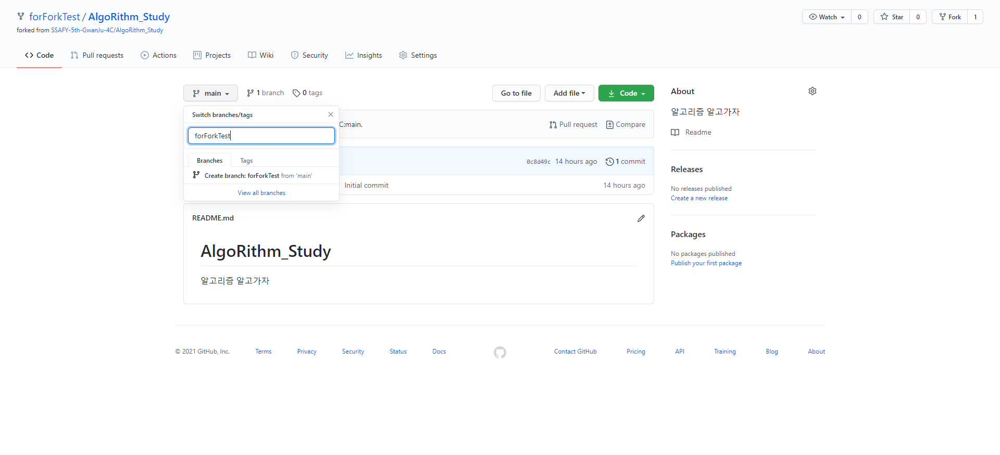 forForkTest / AlgoRithm_Study
Watch 0 Star 0 Fork 1
forked from SSAFY-5th-GwanJu-4C/AlgoRithm_Study
Code Pull requests Actions Projects Wiki Security Insights Settings
main 1 branch 0 tags Go to file Add file Code
Switch branches/tags
forForkTest
Branches Tags
Create branch: forForkTest from 'main'
View all branches
C:main. Pull request Compare
0c8d49c 14 hours ago 1 commit
Initial commit 14 hours ago
README.md
AlgoRithm_Study
알고리즘 알고가자
About
알고리즘 알고가자
Readme
Releases
No releases published
Create a new release
Packages
No packages published
Publish your first package
© 2021 GitHub, Inc. Terms Privacy Security Status Docs Contact GitHub Pricing API Training Blog About